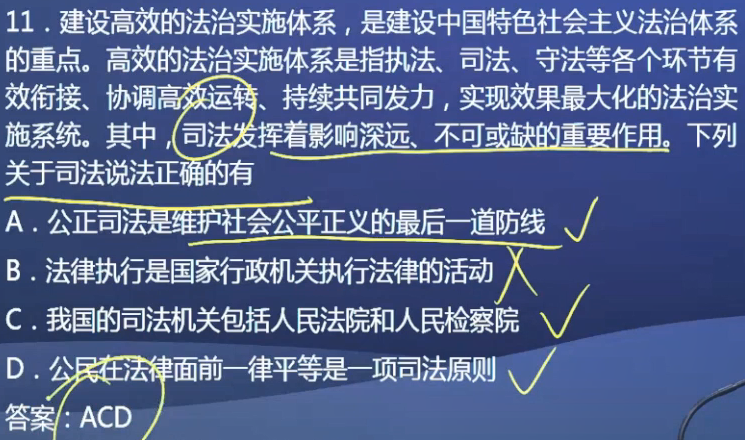 11．建设高效的法治实施体系，是建设中国特色社会主义法治体系
的重点。高效的法治实施体系是指执法、司法、守法等各个环节有
效衔接、协调高效运转、持续共同发力，实现效果最大化的法治实
施系统。其中，司法发挥着影响深远、不可或缺的重要作用。下列
关于司法说法正确的有
A．公正司法是维护社会公平正义的最后一道防线
B．法律执行是国家行政机关执行法律的活动
C．我国的司法机关包括人民法院和人民检察院
D．公民在法律面前一律平等是一项司法原则
答案：ACD